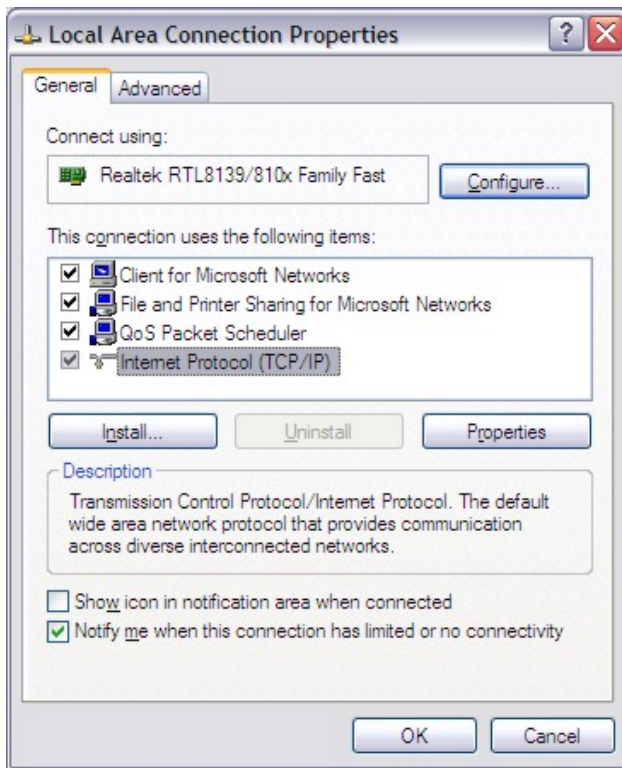 Local Area Connection Properties
General
Advanced
Connect using:
Realtek RTL8139/810x Family Fast
Configure...
This connection uses the following items:
Client for Microsoft Networks
File and Printer Sharing for Microsoft Networks
QoS Packet Scheduler
Internet Protocol (TCP/IP)
Install...
Uninstall
Properties
Description
Transmission Control Protocol/Internet Protocol. The default
wide area network protocol that provides communication
across diverse interconnected networks.
Show icon in notification area when connected
Notify me when this connection has limited or no connectivity
OK
Cancel